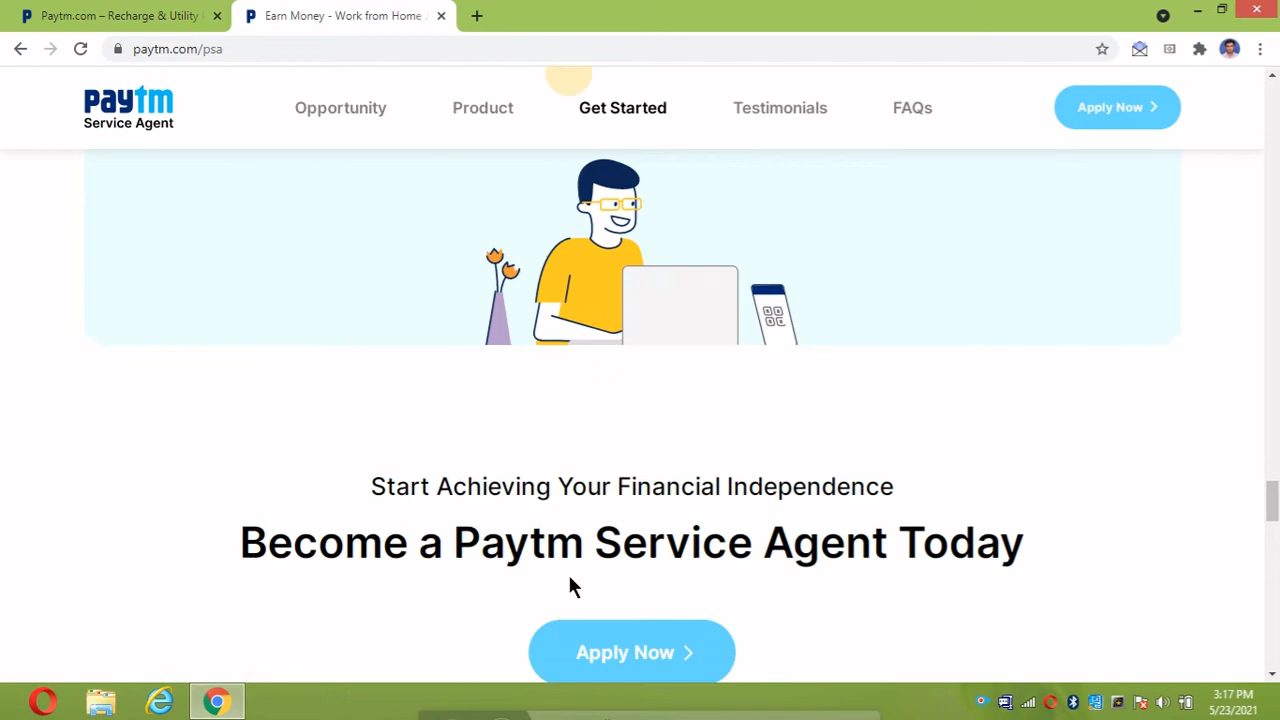 Paytm.com – Recharge & Utility
Earn Money - Work from Home
paytm.com/psa
paytm
Service Agent
Opportunity
Product
Get Started
Testimonials
FAQs
Apply Now
Start Achieving Your Financial Independence
Become a Paytm Service Agent Today
Apply Now
3:17 PM
5/23/2021